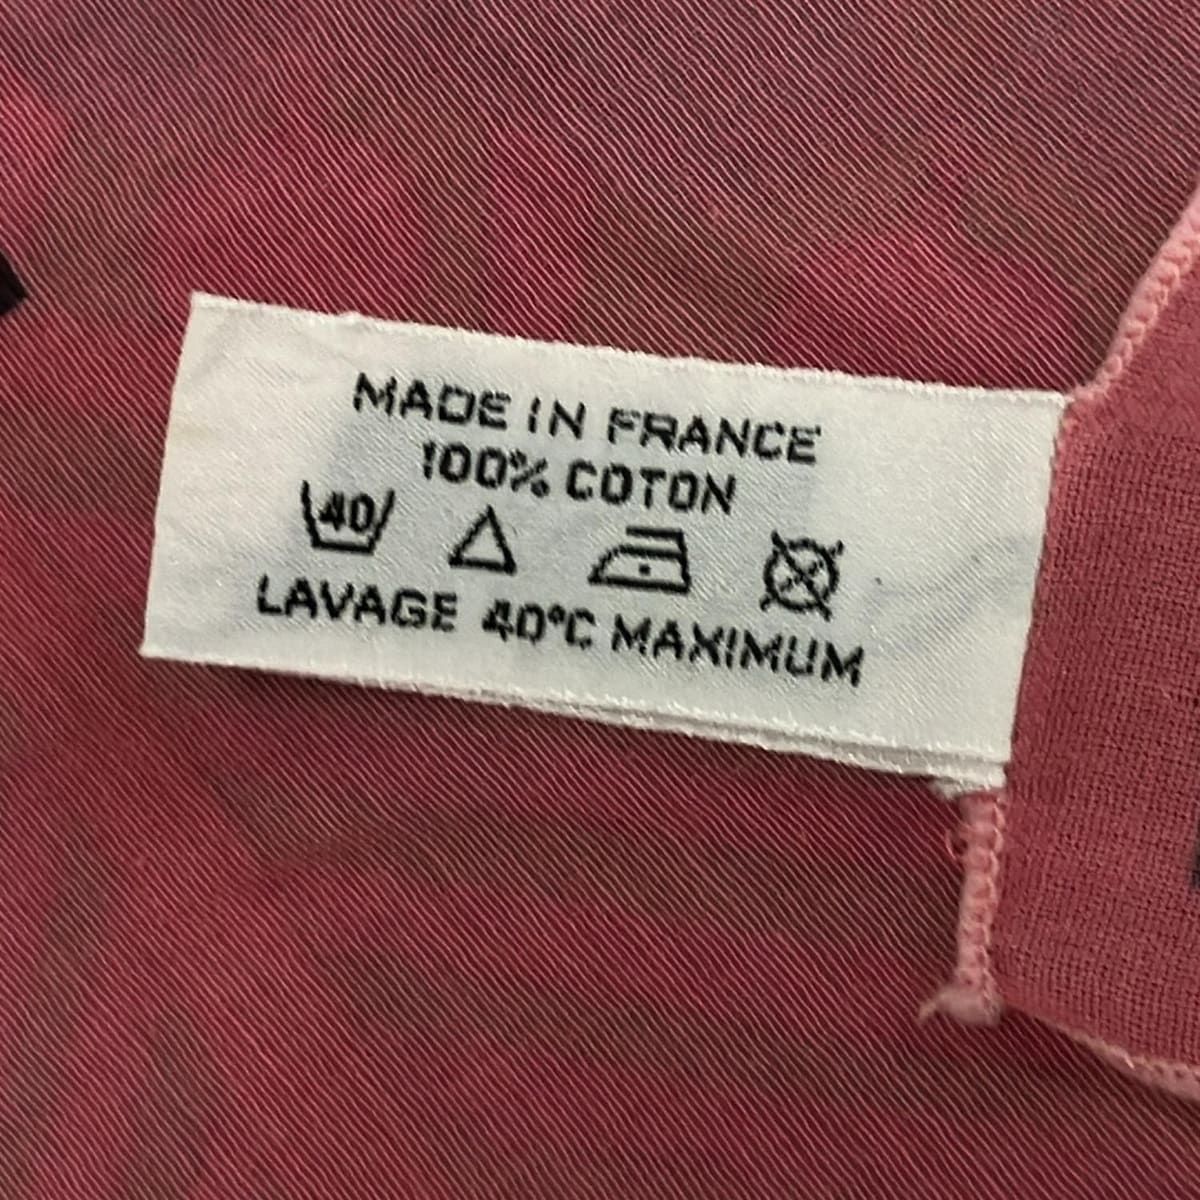 MADE IN FRANCE
100% COTON
40
LAVAGE 40°C MAXIMUM